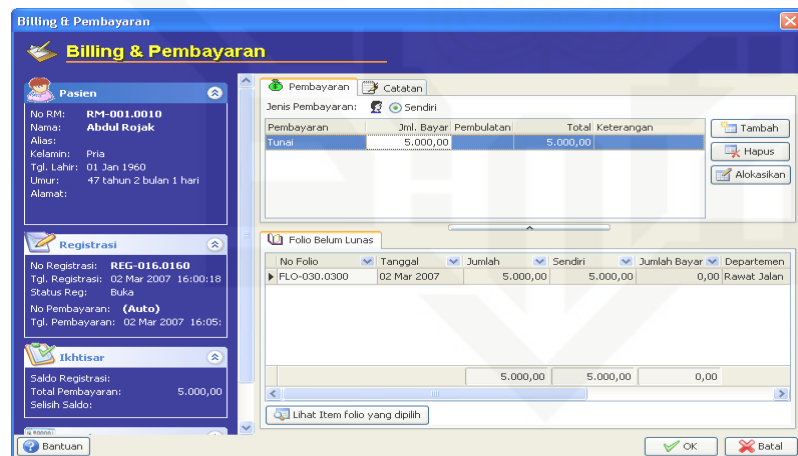 Billing & Pembayaran
Billing & Pembayaran
Pasien
No RM: RM-001.0010
Nama: Abdul Rojak
Alias:
Kelamin: Pria
Tgl. Lahir: 01 Jan 1960
Umur: 47 tahun 2 bulan 1 hari
Alamat:
Registrasi
No Registrasi: REG-016.0160
Tgl. Registrasi: 02 Mar 2007 16:00:18
Status Reg: Buka
No Pembayaran: (Auto)
Tgl. Pembayaran: 02 Mar 2007 16:05:
Ikhtisar
Saldo Registrasi:
Total Pembayaran: 5.000,00
Selisih Saldo:
Pembayaran Catatan
Jenis Pembayaran: Sendiri
Pembayaran Jml. Bayar Pembulatan Total Keterangan
Tunai 5.000,00 5.000,00
Tambah
Hapus
Alokasikan
Folio Belum Lunas
No Folio Tanggal Jumlah Sendiri Jumlah Bayar Departemen
FLO-030.0300 02 Mar 2007 5.000,00 5.000,00 0,00 Rawat Jalan
5.000,00 5.000,00 0,00
Lihat Item folio yang dipilih
Bantuan OK Batal